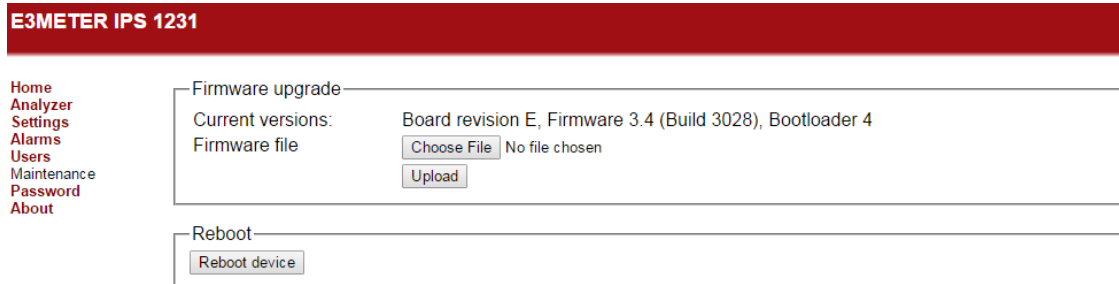 E3METER IPS 1231
Home
Analyzer
Settings
Alarms
Users
Maintenance
Password
About
Firmware upgrade
Current versions: Board revision E, Firmware 3.4 (Build 3028), Bootloader 4
Firmware file Choose File No file chosen
Upload
Reboot
Reboot device